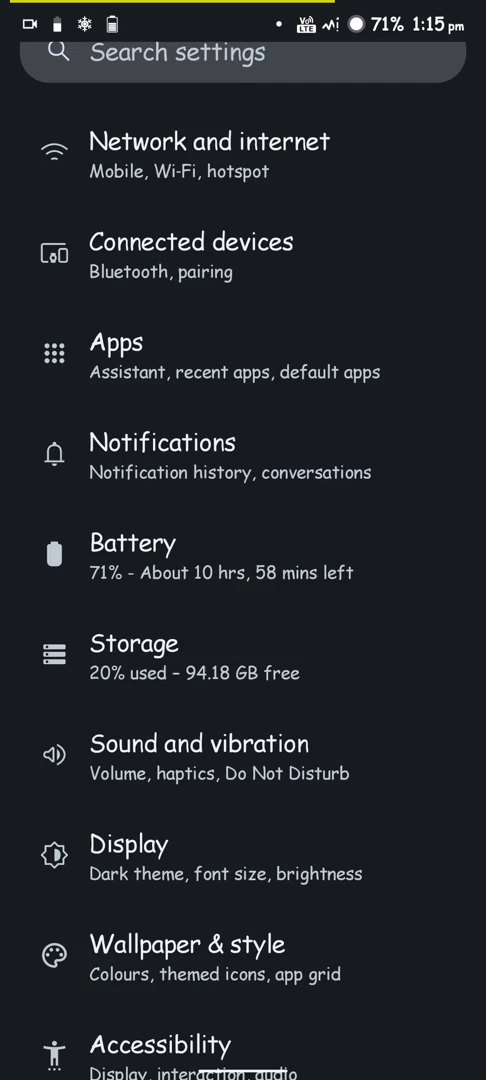 VoD LTE 71% 1:15 pm
Search settings
Network and internet
Mobile, Wi-Fi, hotspot
Connected devices
Bluetooth, pairing
Apps
Assistant, recent apps, default apps
Notifications
Notification history, conversations
Battery
71% - About 10 hrs, 58 mins left
Storage
20% used – 94.18 GB free
Sound and vibration
Volume, haptics, Do Not Disturb
Display
Dark theme, font size, brightness
Wallpaper & style
Colours, themed icons, app grid
Accessibility
Display, interaction, audio